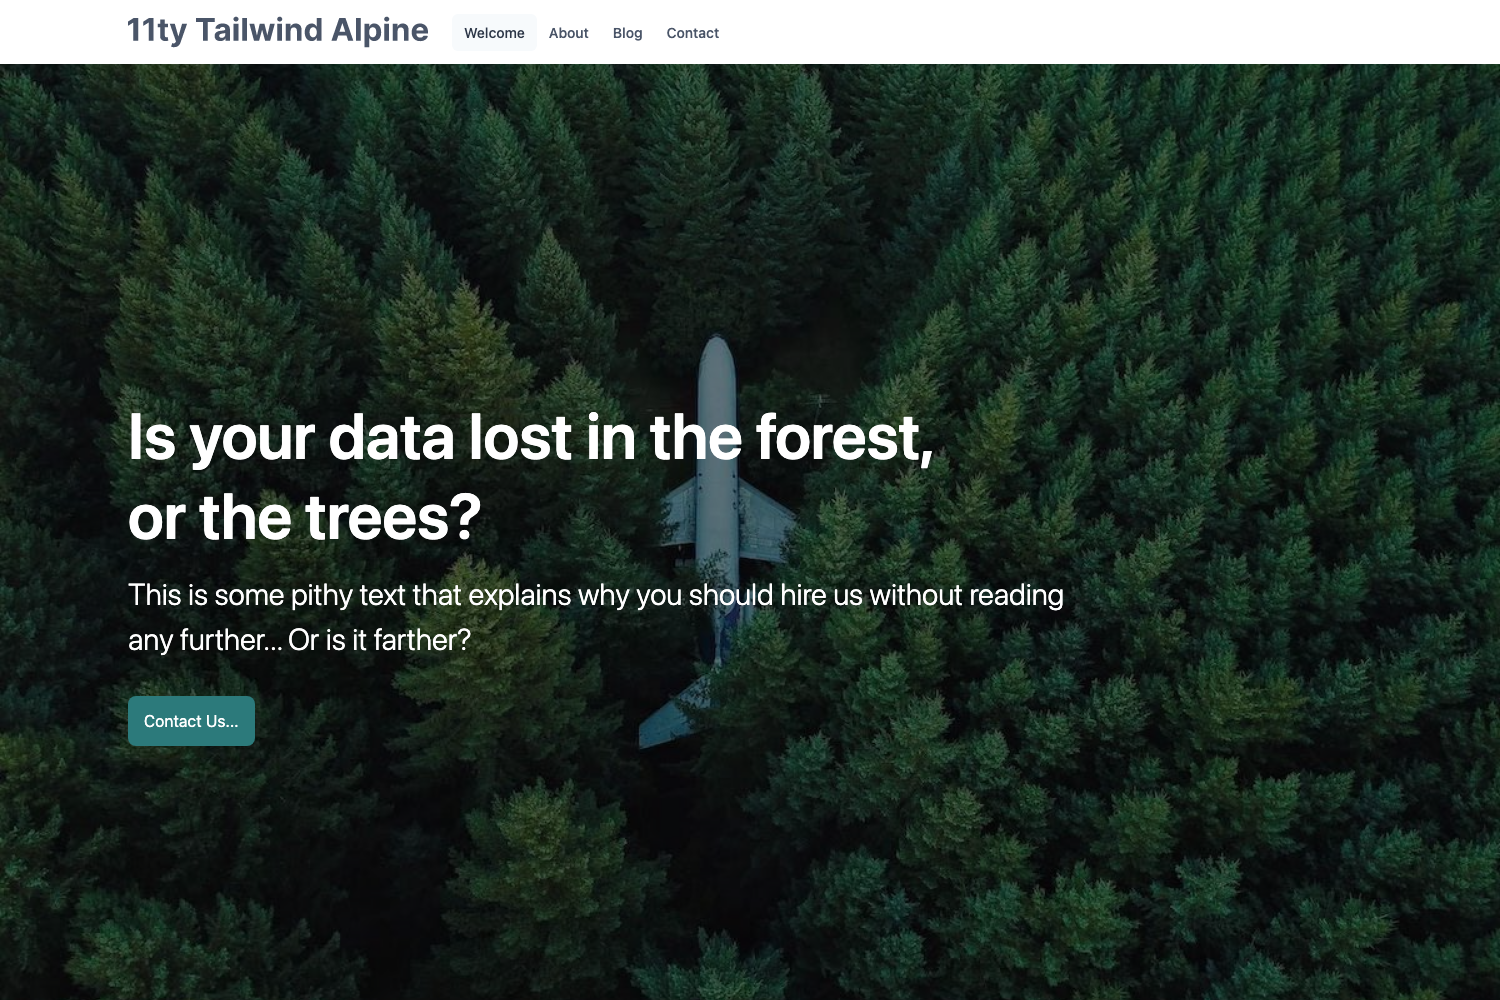 11ty Tailwind Alpine Welcome About Blog Contact
Is your data lost in the forest,
or the trees?
This is some pithy text that explains why you should hire us without reading
any further... Or is it farther?
Contact Us...